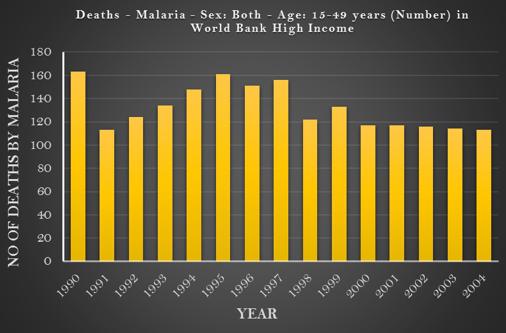 Deaths - Malaria - Sex: Both - Age: 15-49 years (Number) in
World Bank High Income
NO OF DEATHS BY MALARIA
180
160
140
120
100
80
60
40
20
0
1990 1991 1992 1993 1994 1995 1996 1997 1998 1999 2000 2001 2002 2003 2004
YEAR